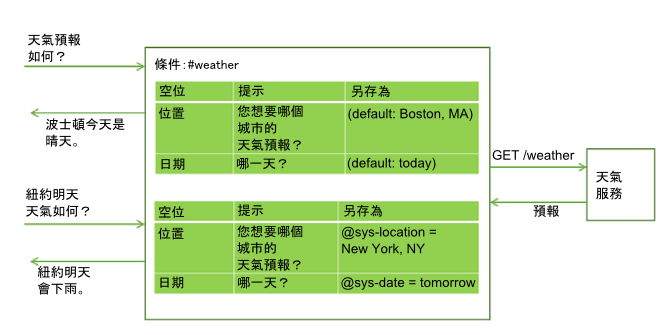 天氣預報
如何？
條件：#weather
空位 提示 另存為
位置 您想要哪個 (default: Boston, MA)
城市的
天氣預報？
日期 哪一天？ (default: today)
波士頓今天是
晴天。
GET /weather
天氣
服務
預報
紐約明天
天氣如何？
空位 提示 另存為
位置 您想要哪個 @sys-location =
城市的 New York, NY
天氣預報？
日期 哪一天？ @sys-date = tomorrow
紐約明天
會下雨。